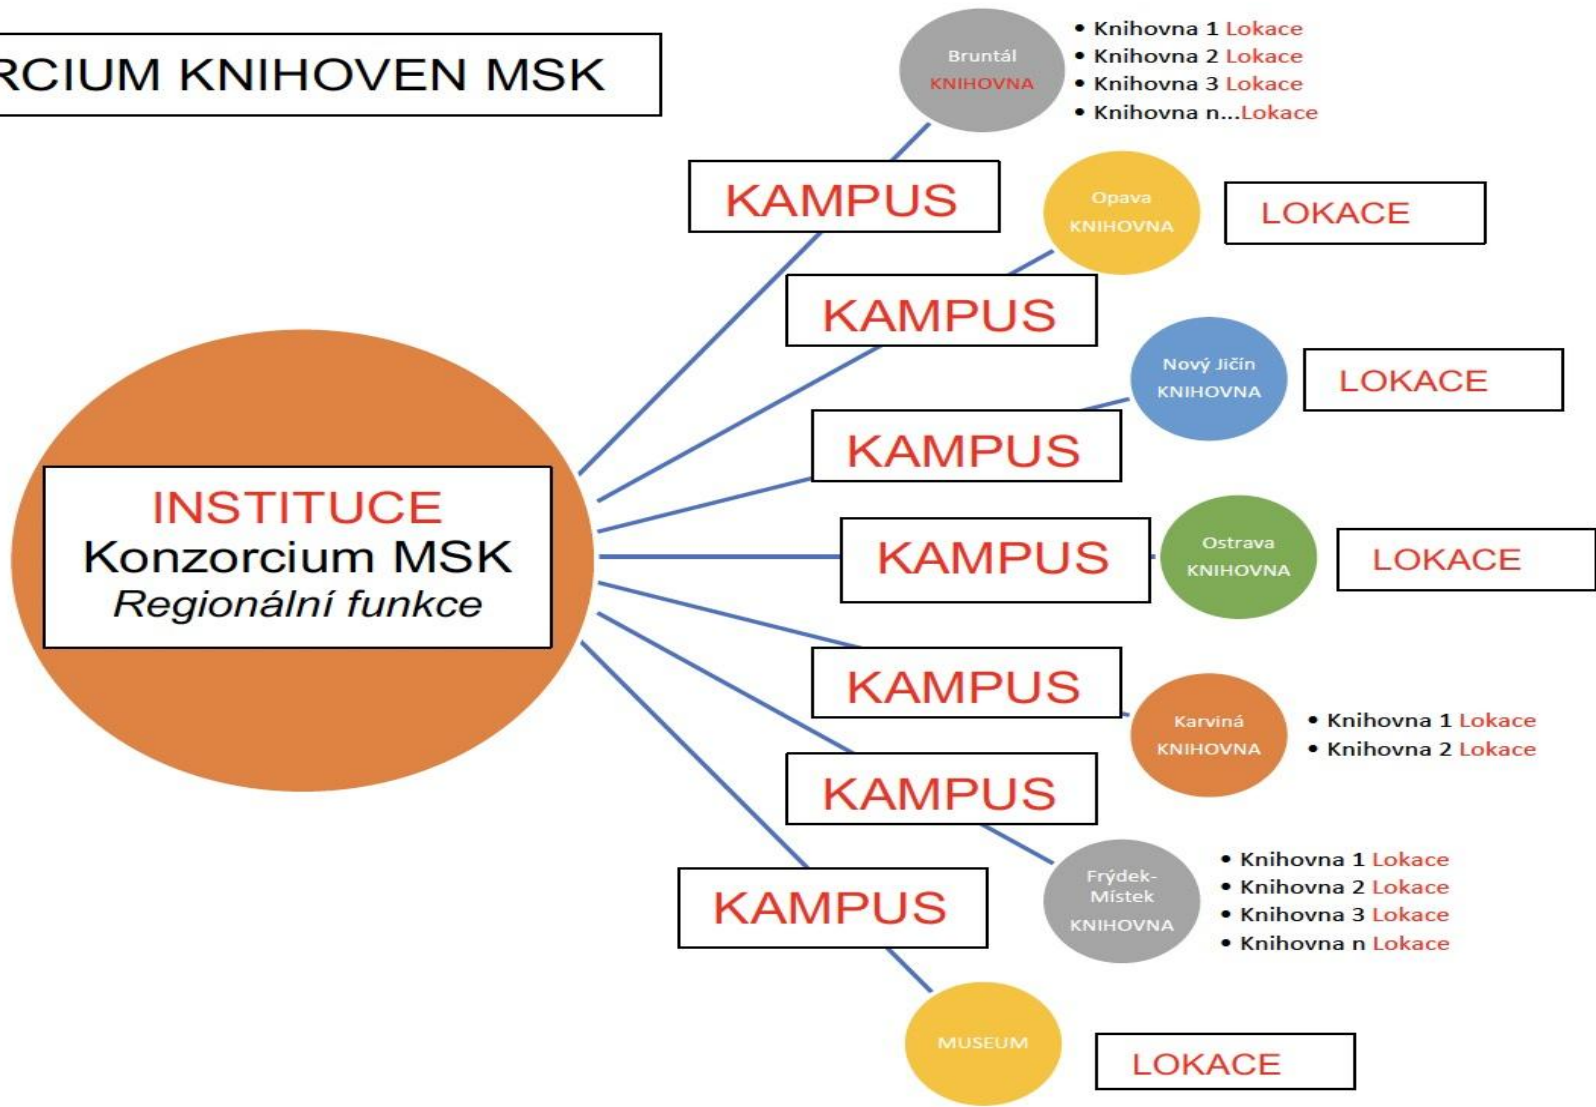 RCIUM KNIHOVEN MSK
Bruntál
KNIHOVNA
• Knihovna 1 Lokace
• Knihovna 2 Lokace
• Knihovna 3 Lokace
• Knihovna n...Lokace
KAMPUS
Opava
KNIHOVNA
LOKACE
KAMPUS
Nový Jičín
KNIHOVNA
LOKACE
KAMPUS
INSTITUCE
Konzorcium MSK
Regionální funkce
KAMPUS
Ostrava
KNIHOVNA
LOKACE
KAMPUS
Karviná
KNIHOVNA
• Knihovna 1 Lokace
• Knihovna 2 Lokace
KAMPUS
Frýdek-
Místek
KNIHOVNA
• Knihovna 1 Lokace
• Knihovna 2 Lokace
• Knihovna 3 Lokace
• Knihovna n Lokace
KAMPUS
MUSEUM
LOKACE